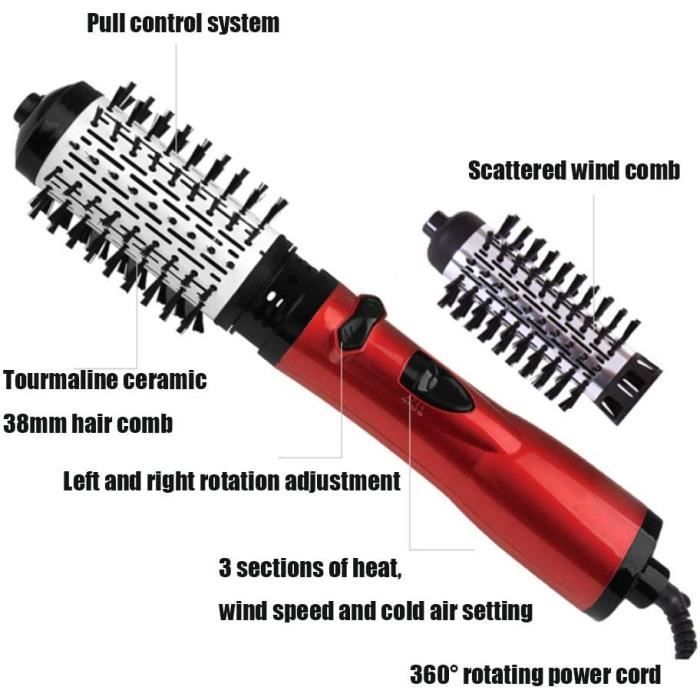 Pull control system
Scattered wind comb
Tourmaline ceramic
38mm hair comb
Left and right rotation adjustment
3 sections of heat,
wind speed and cold air setting
360° rotating power cord